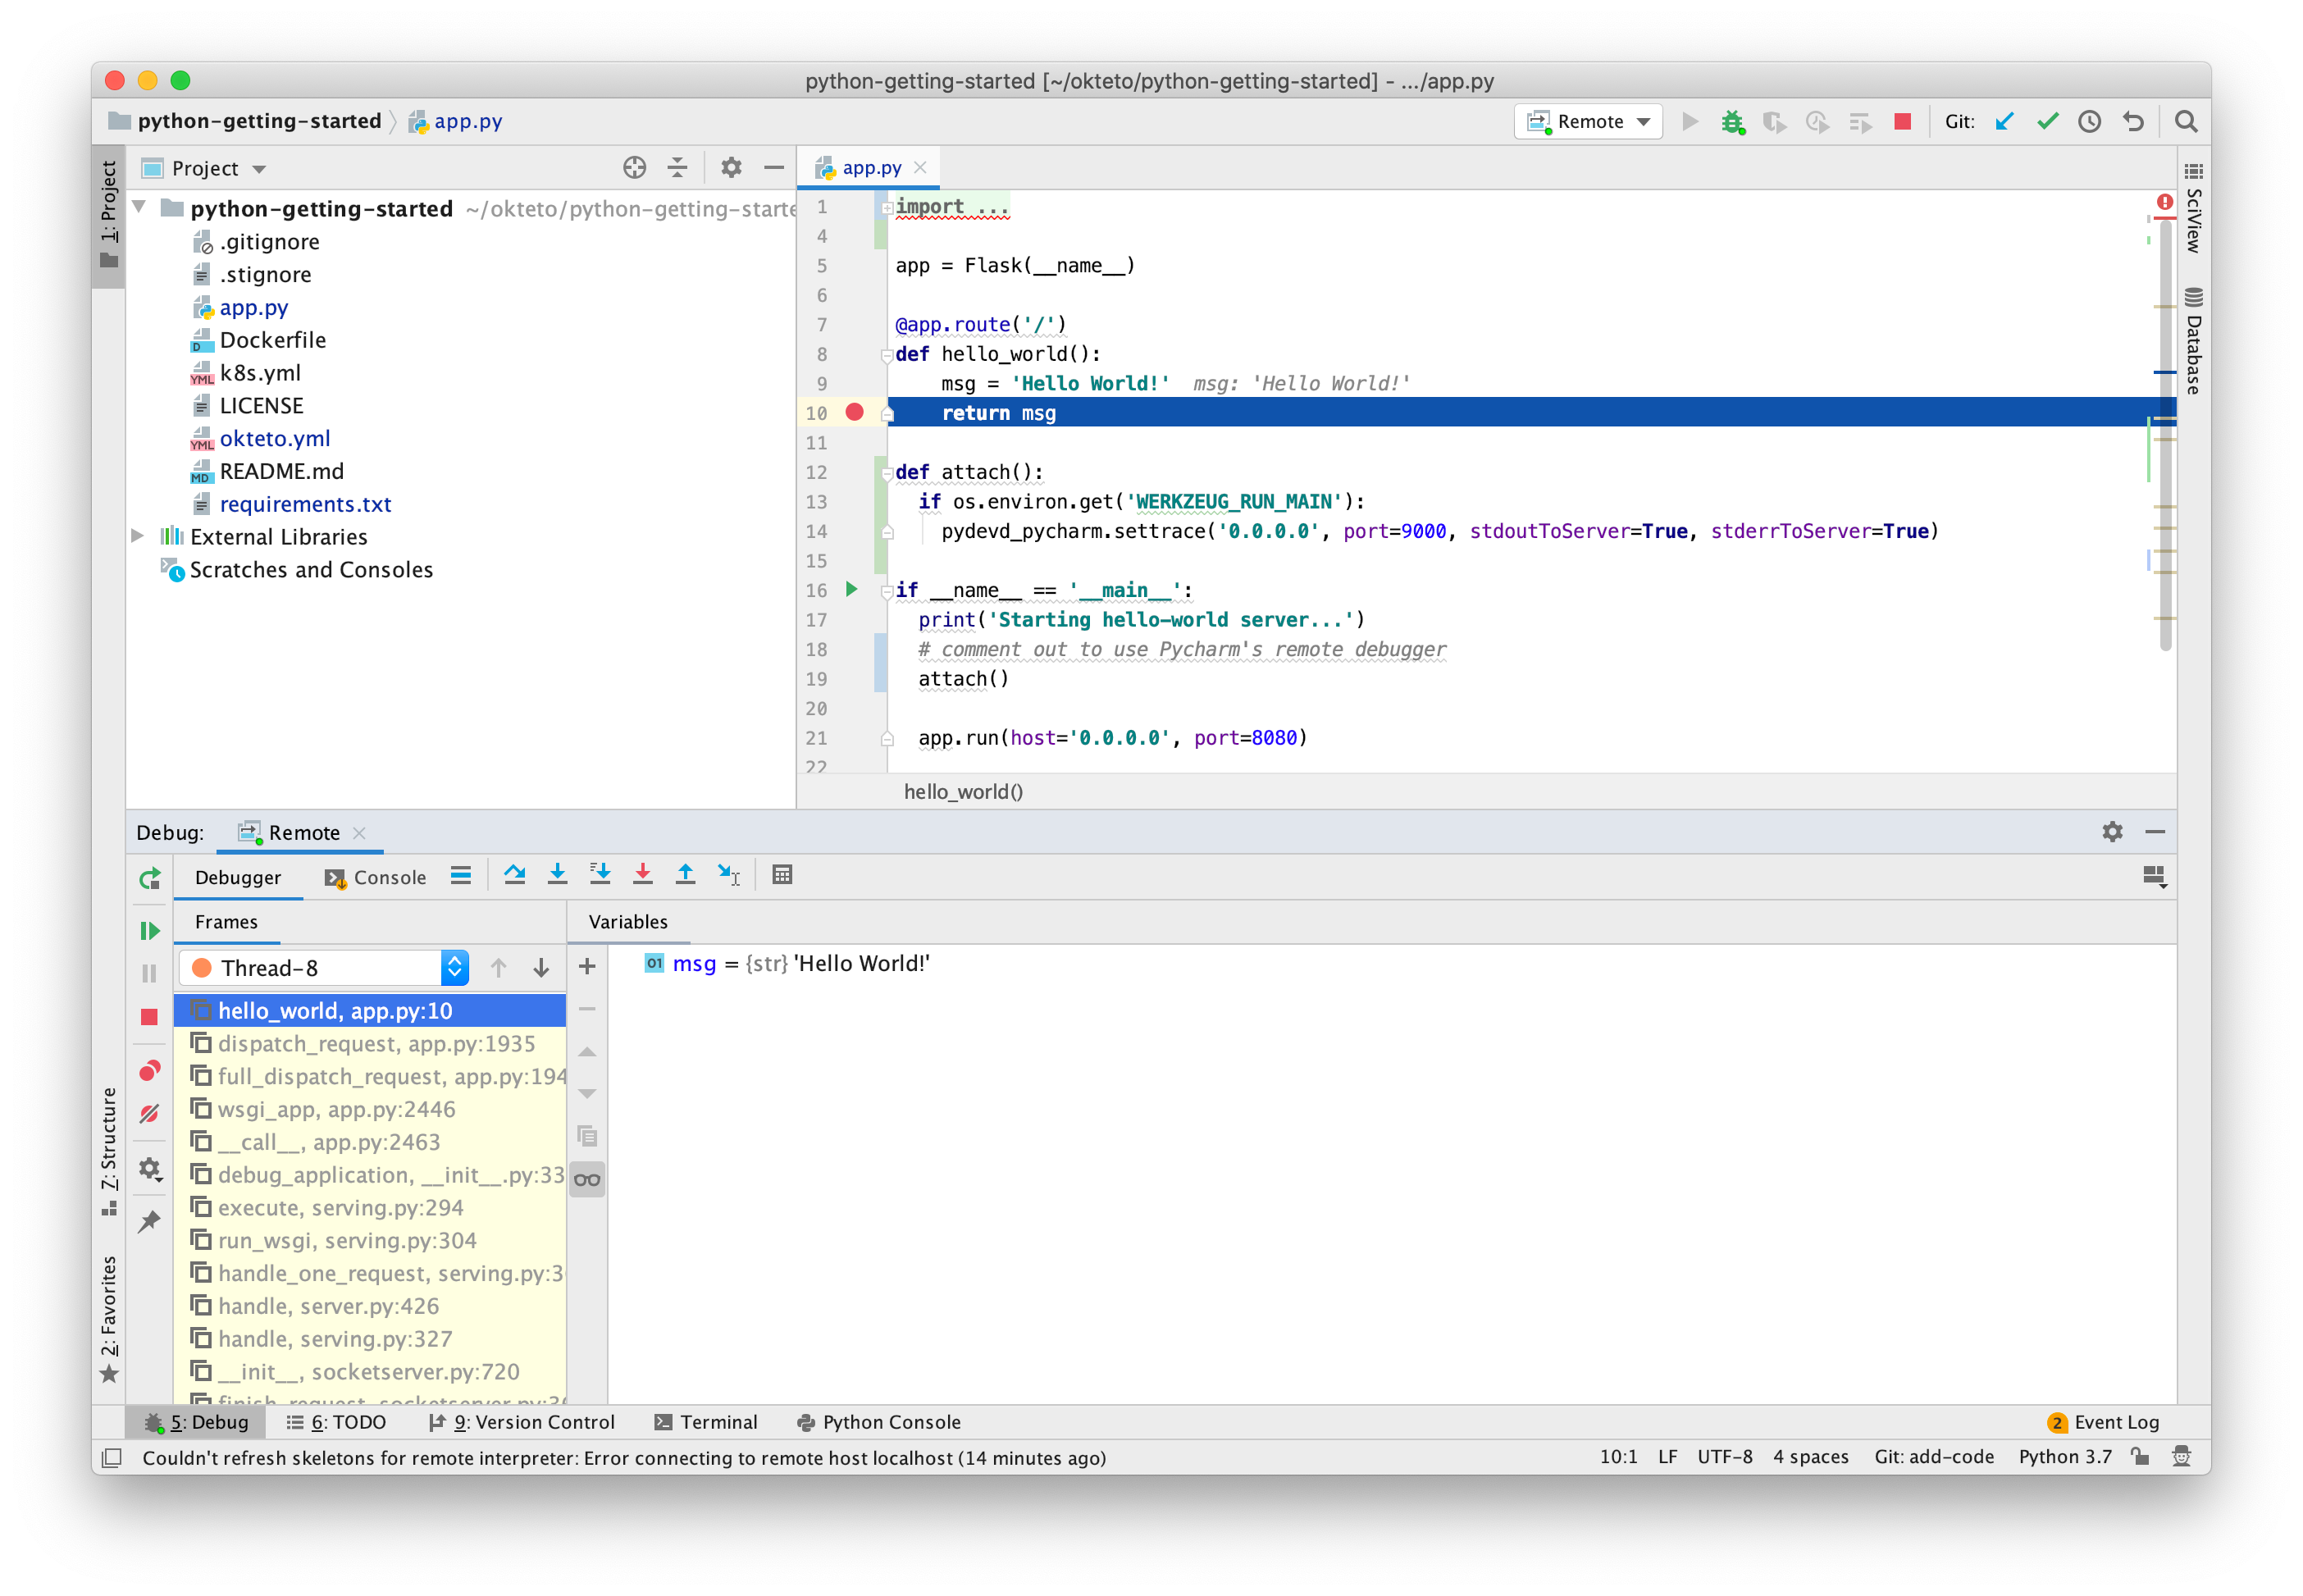 python-getting-started [~/okteto/python-getting-started] - .../app.py
python-getting-started app.py
Remote
Git:
1: Project
Project
python-getting-started ~/okteto/python-getting-starte
.gitignore
.stignore
app.py
Dockerfile
k8s.yml
LICENSE
okteto.yml
README.md
requirements.txt
External Libraries
Scratches and Consoles
app.py
1 import ...
4
5 app = Flask(__name__)
6
7 @app.route('/')
8 def hello_world():
9 msg = 'Hello World!' msg: 'Hello World!'
10 return msg
11
12 def attach():
13 if os.environ.get('WERKZEUG_RUN_MAIN'):
14 pydevd_pycharm.settrace('0.0.0.0', port=9000, stdoutToServer=True, stderrToServer=True)
15
16 if __name__ == '__main__':
17 print('Starting hello-world server...')
18 # comment out to use Pycharm's remote debugger
19 attach()
20
21 app.run(host='0.0.0.0', port=8080)
22
hello_world()
SciView
Database
Debug: Remote
Debugger Console
Frames
Variables
Thread-8
msg = {str} 'Hello World!'
hello_world, app.py:10
dispatch_request, app.py:1935
full_dispatch_request, app.py:194
wsgi_app, app.py:2446
__call__, app.py:2463
debug_application, __init__.py:33
execute, serving.py:294
run_wsgi, serving.py:304
handle_one_request, serving.py:3
handle, server.py:426
handle, serving.py:327
__init__, socketserver.py:720
finish_request, socketserver.py:36
Z: Structure
2: Favorites
5: Debug 6: TODO 9: Version Control Terminal Python Console
2 Event Log
Couldn't refresh skeletons for remote interpreter: Error connecting to remote host localhost (14 minutes ago)
10:1 LF UTF-8 4 spaces Git: add-code Python 3.7